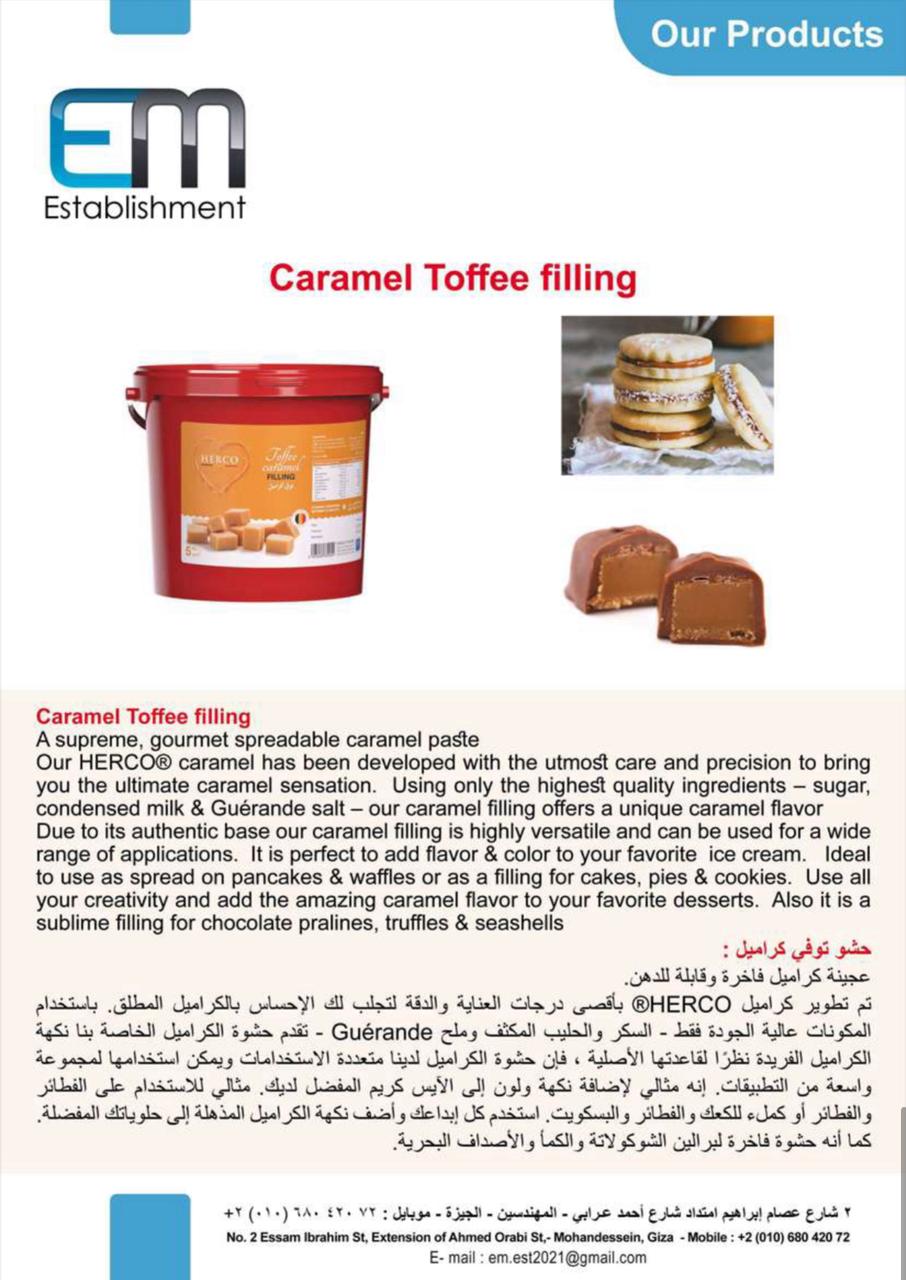 Our Products
EM
Establishment
Caramel Toffee filling
HERCO
Toffee
caramel
FILLING
5
Caramel Toffee filling
A supreme, gourmet spreadable caramel paste
Our HERCO® caramel has been developed with the utmost care and precision to bring
you the ultimate caramel sensation. Using only the highest quality ingredients – sugar,
condensed milk & Guérande salt – our caramel filling offers a unique caramel flavor
Due to its authentic base our caramel filling is highly versatile and can be used for a wide
range of applications. It is perfect to add flavor & color to your favorite ice cream. Ideal
to use as spread on pancakes & waffles or as a filling for cakes, pies & cookies. Use all
your creativity and add the amazing caramel flavor to your favorite desserts. Also it is a
sublime filling for chocolate pralines, truffles & seashells
حشو توفي كراميل :
عجينة كراميل فاخرة وقابلة للدهن.
تم تطوير كراميل HERCO® بأقصى درجات العناية والدقة لتجلب لك الإحساس بالكراميل المطلق. باستخدام
المكونات عالية الجودة فقط - السكر والحليب المكثف وملح Guérande - تقدم حشوة الكراميل الخاصة بنا نكهة
الكراميل الفريدة نظرًا لقاعدتها الأصلية ، فإن حشوة الكراميل لدينا متعددة الاستخدامات ويمكن استخدامها لمجموعة
واسعة من التطبيقات. إنه مثالي لإضافة نكهة ولون إلى الآيس كريم المفضل لديك. مثالي للاستخدام على الفطائر
والفطائر أو كملء للكعك والفطائر والبسكويت. استخدم كل إبداعك وأضف نكهة الكراميل المذهلة إلى حلوياتك المفضلة.
كما أنه حشوة فاخرة لبرالين الشوكولاتة والكمأ والأصداف البحرية.
٢ شارع عصام إبراهيم امتداد شارع أحمد عرابي - المهندسين - الجيزة - موبايل : ٧٢ ٤٢٠ ٦٨٠ (٠١٠) ٢+
No. 2 Essam Ibrahim St, Extension of Ahmed Orabi St,- Mohandessein, Giza - Mobile : +2 (010) 680 420 72
E- mail : em.est2021@gmail.com